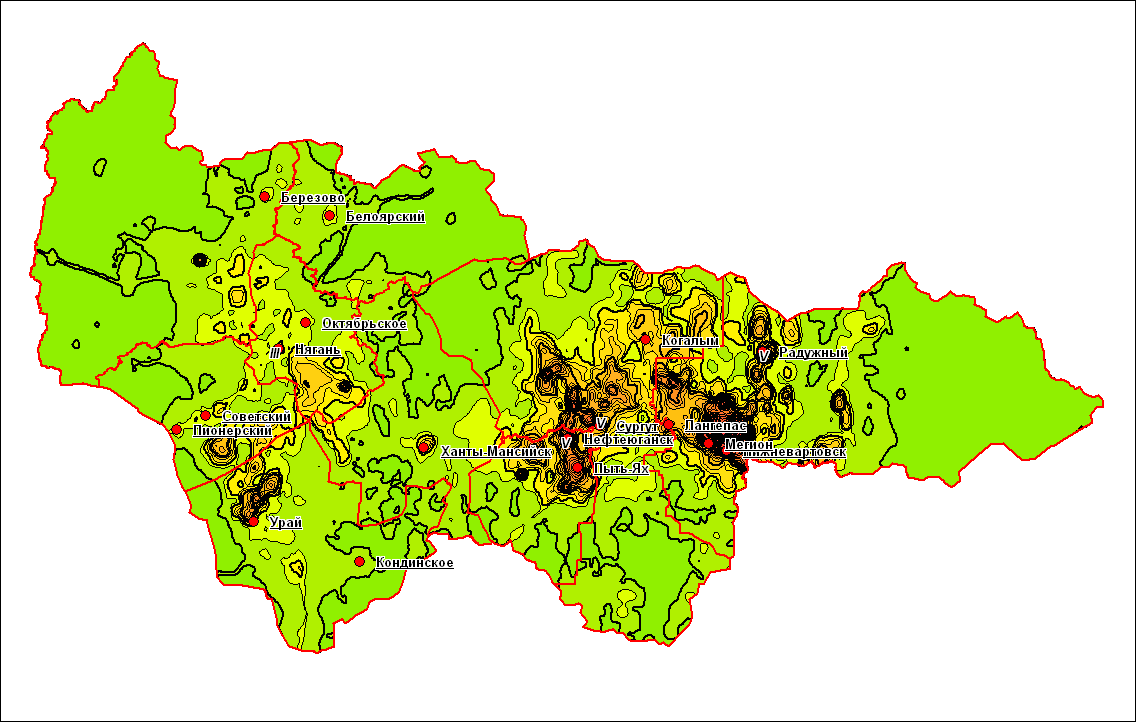 Березово
Белоярский
Октябрьское
III
Нягань
Когалым
V
Радужный
Советский
Пионерский
V
Сургут
Лангепас
V
Нефтеюганск
Мегион
Ханты-Мансийск
Нижневартовск
Пыть-Ях
Урай
Кондинское